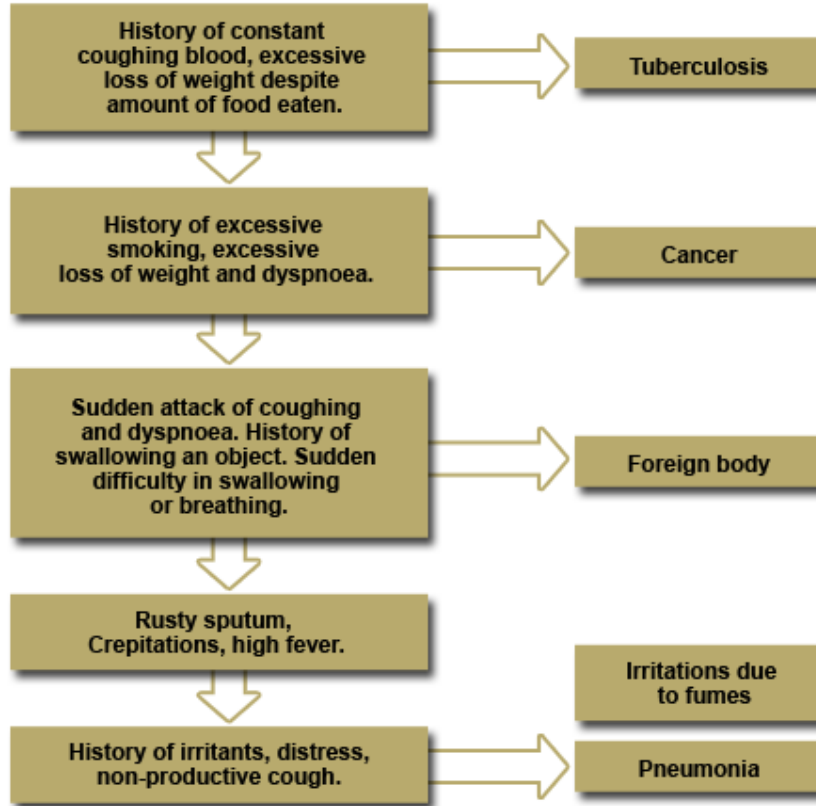 History of constant
coughing blood, excessive
loss of weight despite
amount of food eaten.
Tuberculosis
History of excessive
smoking, excessive
loss of weight and dyspnoea.
Cancer
Sudden attack of coughing
and dyspnoea. History of
swallowing an object. Sudden
difficulty in swallowing
or breathing.
Foreign body
Rusty sputum,
Crepitations, high fever.
Irritations due
to fumes
History of irritants, distress,
non-productive cough.
Pneumonia